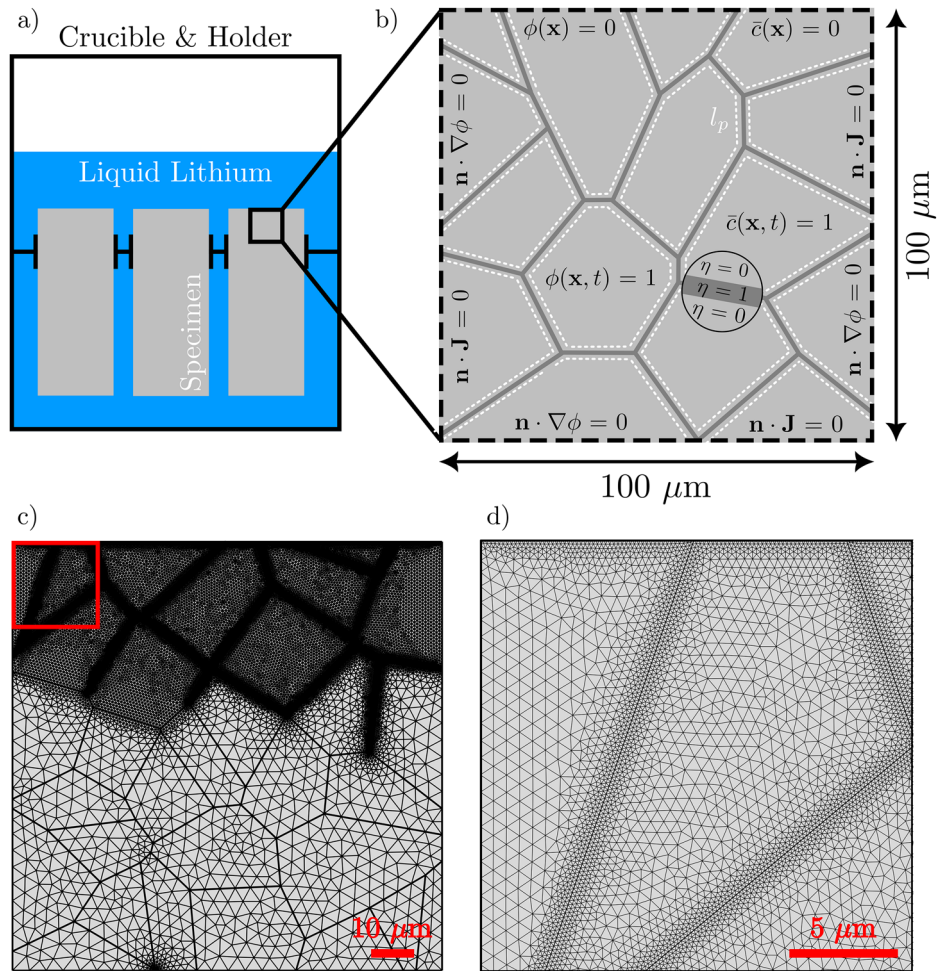 a)
Crucible & Holder
Liquid Lithium
Specimen
b)
ϕ(x) = 0
c̄(x) = 0
n · ∇ϕ = 0
n · J = 0
l_p
c̄(x, t) = 1
ϕ(x, t) = 1
η = 0
η = 1
η = 0
n · J = 0
n · ∇ϕ = 0
n · ∇ϕ = 0
n · J = 0
100 μm
100 μm
c)
10 μm
d)
5 μm